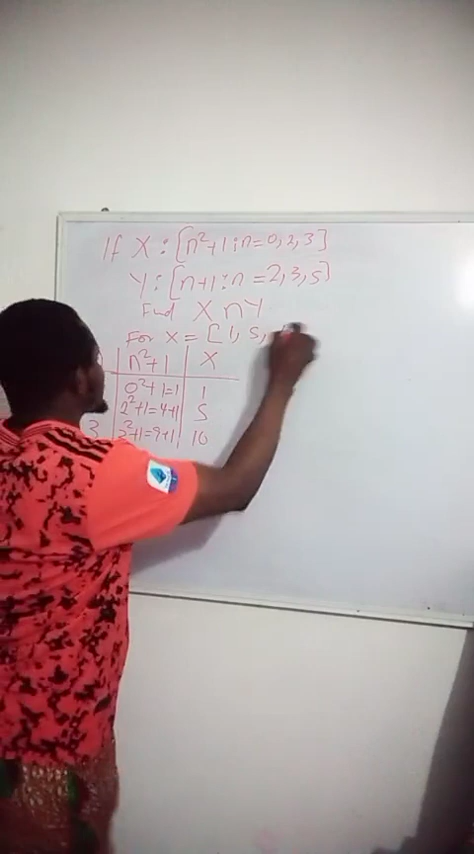 If X : {n²+1 : n=0,2,3}
Y : {n+1 : n = 2,3,5}
Find X n Y
For X = {1, 5,
n²+1 X
0²+1=1 1
2²+1=4+1 5
3 3²+1=9+1 10